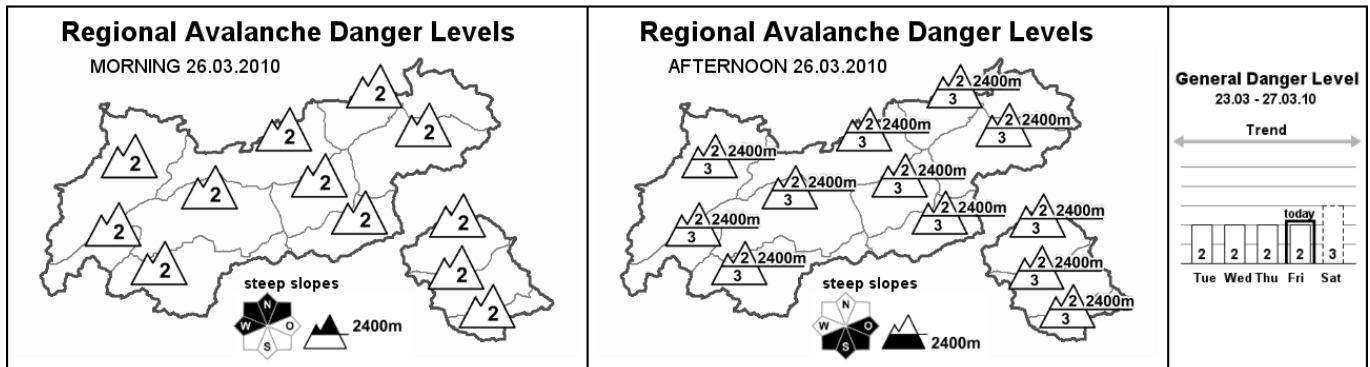 Regional Avalanche Danger Levels
MORNING 26.03.2010
2
2
2
2
2
2
2
2
2
2
2
2
steep slopes
N
W O
S
2400m
Regional Avalanche Danger Levels
AFTERNOON 26.03.2010
2 2400m
3
2 2400m
3
2 2400m
3
2 2400m
3
2 2400m
3
2 2400m
3
2 2400m
3
2 2400m
3
2 2400m
3
2 2400m
3
2 2400m
3
2 2400m
3
steep slopes
N
W O
S
2400m
General Danger Level
23.03 - 27.03.10
Trend
today
2 2 2 2 3
Tue Wed Thu Fri Sat